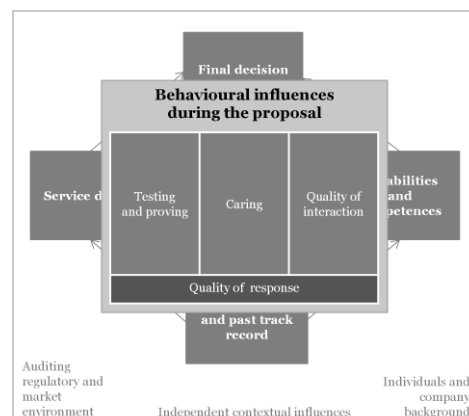 Final decision
Behavioural influences
during the proposal
Service d
Testing
and proving
Caring
Quality of
interaction
abilities
and
petences
Quality of response
and past track
record
Auditing
regulatory and
market
environment
Independent contextual influences
Individuals and
company
background